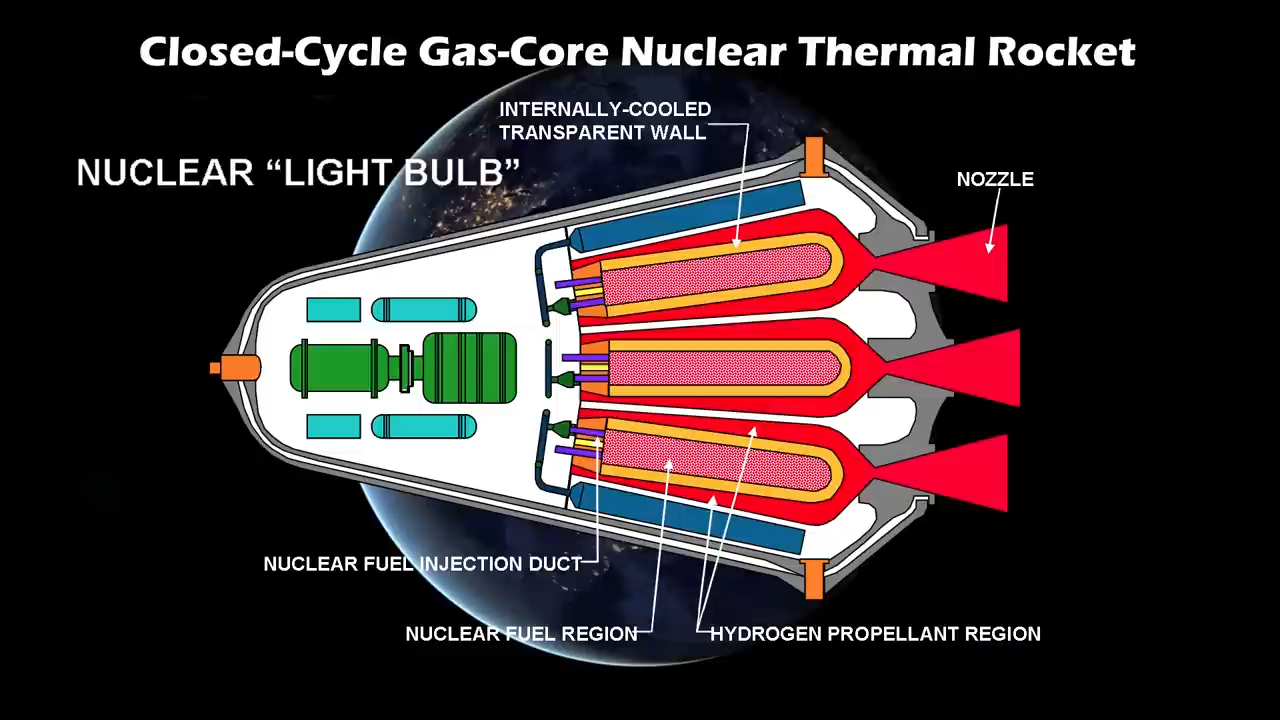 Closed-Cycle Gas-Core Nuclear Thermal Rocket
INTERNALLY-COOLED
TRANSPARENT WALL
NUCLEAR “LIGHT BULB”
NOZZLE
NUCLEAR FUEL INJECTION DUCT
NUCLEAR FUEL REGION
HYDROGEN PROPELLANT REGION